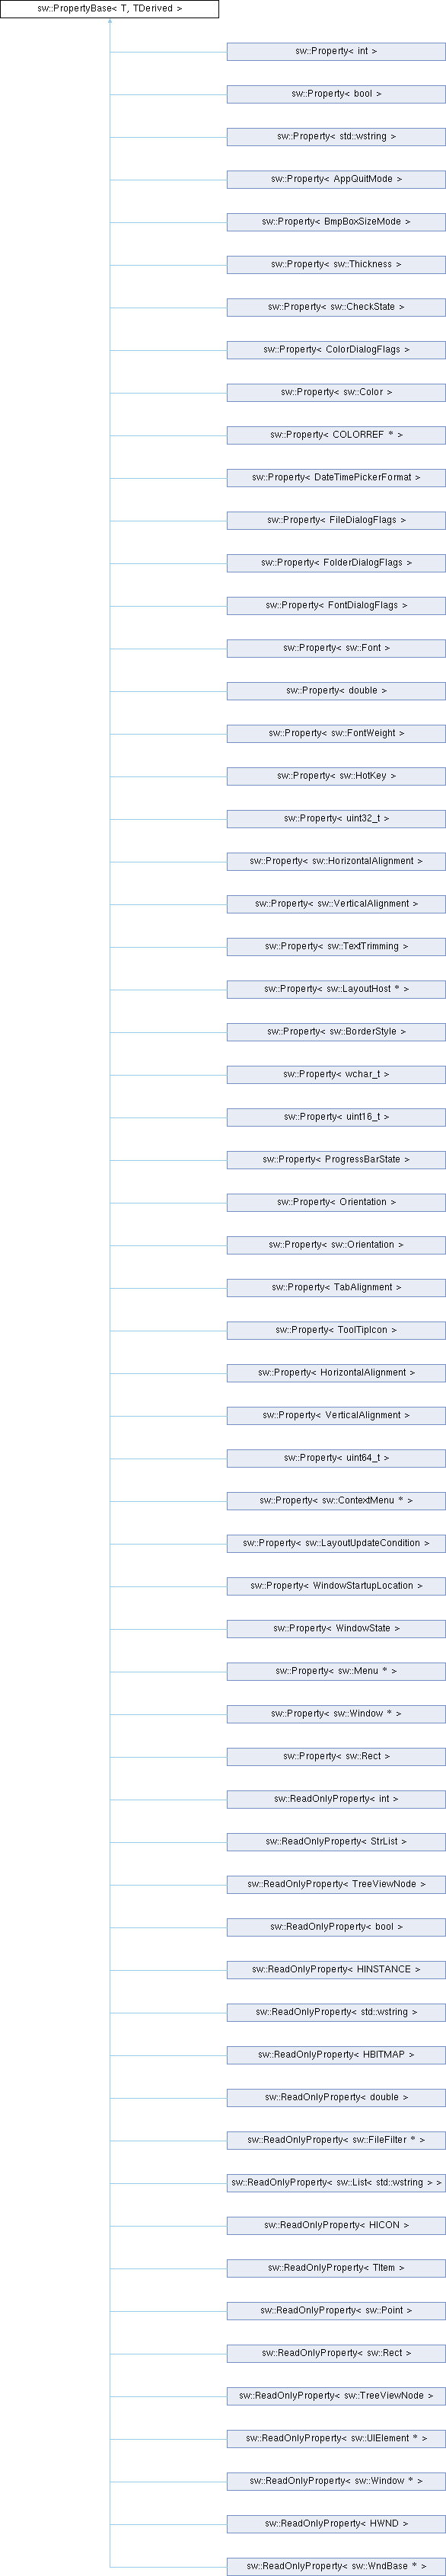 sw::PropertyBase< T, TDerived >
sw::Property< int >
sw::Property< bool >
sw::Property< std::wstring >
sw::Property< AppQuitMode >
sw::Property< BmpBoxSizeMode >
sw::Property< sw::Thickness >
sw::Property< sw::CheckState >
sw::Property< ColorDialogFlags >
sw::Property< sw::Color >
sw::Property< COLORREF * >
sw::Property< DateTimePickerFormat >
sw::Property< FileDialogFlags >
sw::Property< FolderDialogFlags >
sw::Property< FontDialogFlags >
sw::Property< sw::Font >
sw::Property< double >
sw::Property< sw::FontWeight >
sw::Property< sw::HotKey >
sw::Property< uint32_t >
sw::Property< sw::HorizontalAlignment >
sw::Property< sw::VerticalAlignment >
sw::Property< sw::TextTrimming >
sw::Property< sw::LayoutHost * >
sw::Property< sw::BorderStyle >
sw::Property< wchar_t >
sw::Property< uint16_t >
sw::Property< ProgressBarState >
sw::Property< Orientation >
sw::Property< sw::Orientation >
sw::Property< TabAlignment >
sw::Property< ToolTipIcon >
sw::Property< HorizontalAlignment >
sw::Property< VerticalAlignment >
sw::Property< uint64_t >
sw::Property< sw::ContextMenu * >
sw::Property< sw::LayoutUpdateCondition >
sw::Property< WindowStartupLocation >
sw::Property< WindowState >
sw::Property< sw::Menu * >
sw::Property< sw::Window * >
sw::Property< sw::Rect >
sw::ReadOnlyProperty< int >
sw::ReadOnlyProperty< StrList >
sw::ReadOnlyProperty< TreeViewNode >
sw::ReadOnlyProperty< bool >
sw::ReadOnlyProperty< HINSTANCE >
sw::ReadOnlyProperty< std::wstring >
sw::ReadOnlyProperty< HBITMAP >
sw::ReadOnlyProperty< double >
sw::ReadOnlyProperty< sw::FileFilter * >
sw::ReadOnlyProperty< sw::List< std::wstring > >
sw::ReadOnlyProperty< HICON >
sw::ReadOnlyProperty< TItem >
sw::ReadOnlyProperty< sw::Point >
sw::ReadOnlyProperty< sw::Rect >
sw::ReadOnlyProperty< sw::TreeViewNode >
sw::ReadOnlyProperty< sw::UIElement * >
sw::ReadOnlyProperty< sw::Window * >
sw::ReadOnlyProperty< HWND >
sw::ReadOnlyProperty< sw::WndBase * >